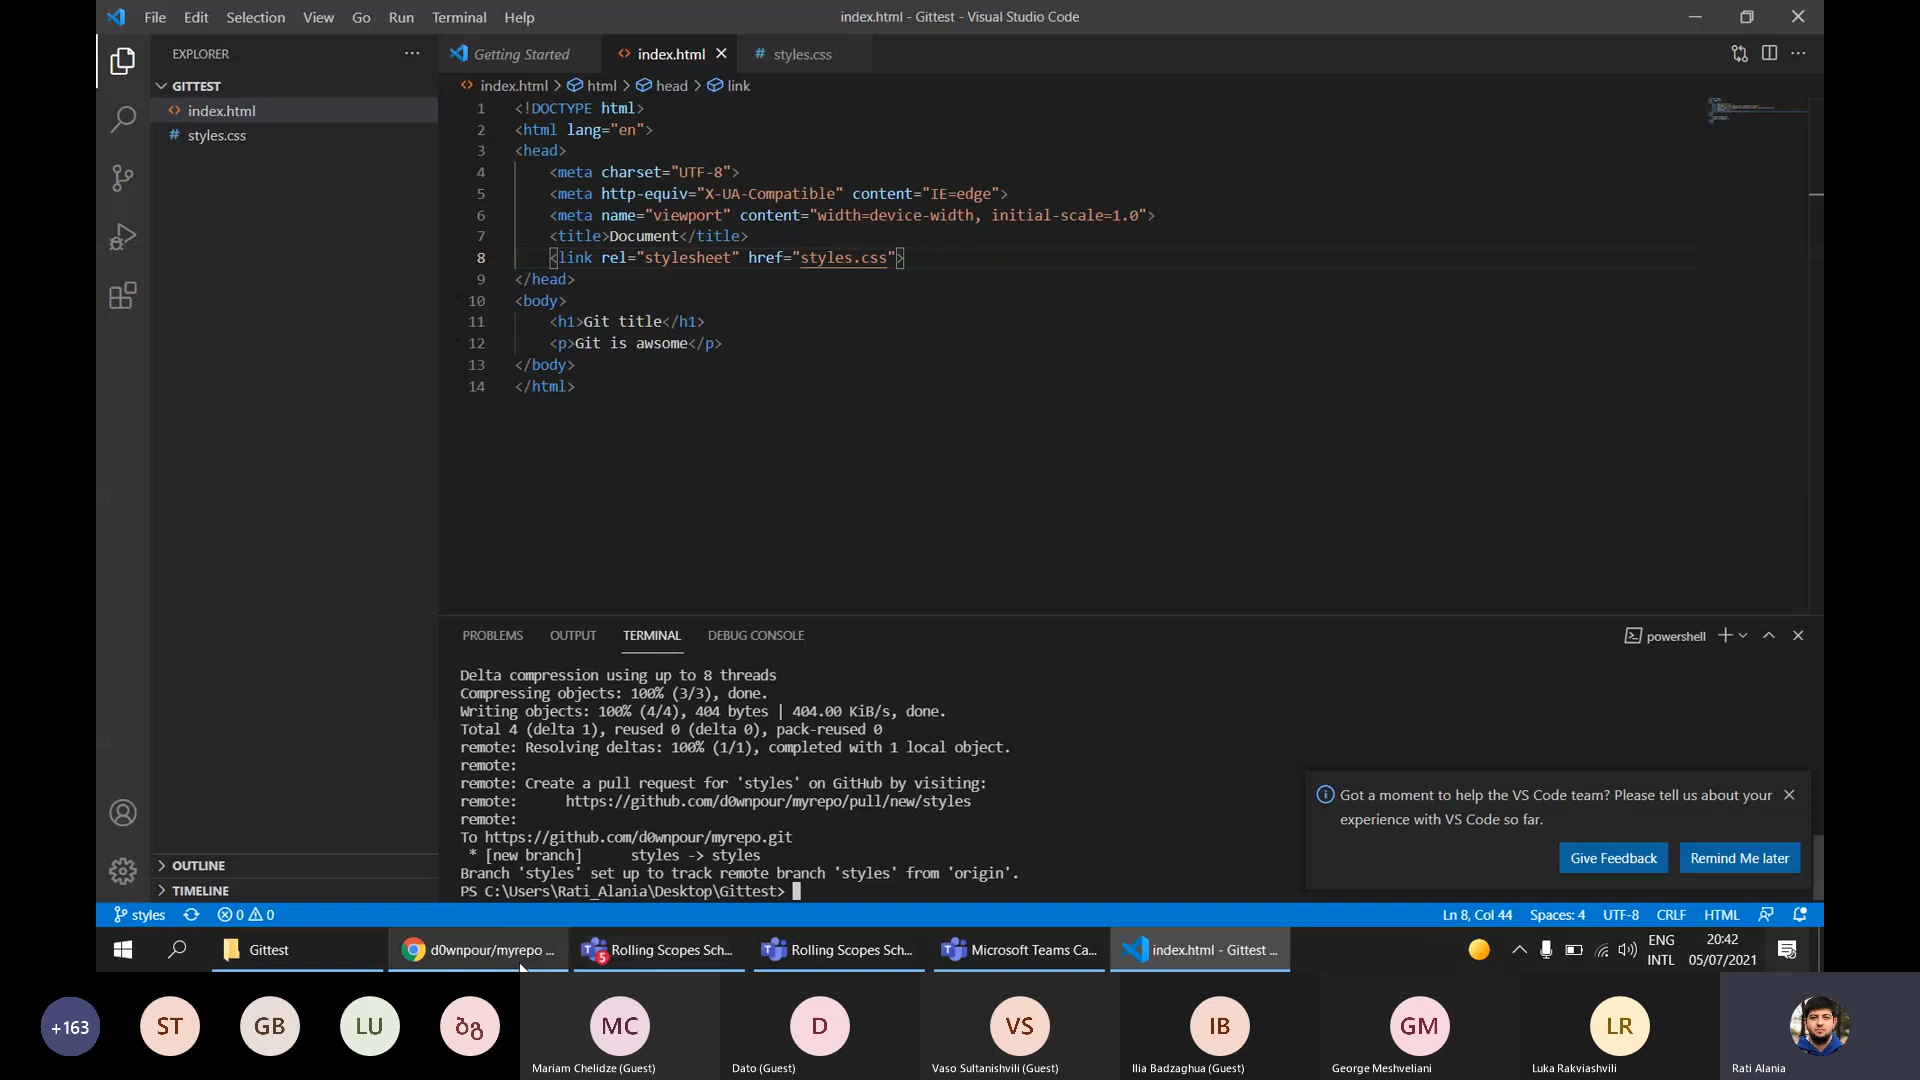 File Edit Selection View Go Run Terminal Help
index.html - Gittest - Visual Studio Code
EXPLORER
Getting Started
index.html
styles.css
GITTEST
index.html
styles.css
index.html > html > head > link
1 <!DOCTYPE html>
2 <html lang="en">
3 <head>
4 <meta charset="UTF-8">
5 <meta http-equiv="X-UA-Compatible" content="IE=edge">
6 <meta name="viewport" content="width=device-width, initial-scale=1.0">
7 <title>Document</title>
8 <link rel="stylesheet" href="styles.css">
9 </head>
10 <body>
11 <h1>Git title</h1>
12 <p>Git is awsome</p>
13 </body>
14 </html>
PROBLEMS OUTPUT TERMINAL DEBUG CONSOLE
powershell
Delta compression using up to 8 threads
Compressing objects: 100% (3/3), done.
Writing objects: 100% (4/4), 404 bytes | 404.00 KiB/s, done.
Total 4 (delta 1), reused 0 (delta 0), pack-reused 0
remote: Resolving deltas: 100% (1/1), completed with 1 local object.
remote:
remote: Create a pull request for 'styles' on GitHub by visiting:
remote: https://github.com/d0wnpour/myrepo/pull/new/styles
remote:
To https://github.com/d0wnpour/myrepo.git
* [new branch] styles -> styles
Branch 'styles' set up to track remote branch 'styles' from 'origin'.
PS C:\Users\Rati_Alania\Desktop\Gittest>
Got a moment to help the VS Code team? Please tell us about your
experience with VS Code so far.
Give Feedback
Remind Me later
OUTLINE
TIMELINE
styles 0 0
Ln 8, Col 44 Spaces: 4 UTF-8 CRLF HTML
Gittest
d0wnpour/myrepo ...
5
Rolling Scopes Sch...
Rolling Scopes Sch...
Microsoft Teams Ca...
index.html - Gittest ...
ENG
INTL
20:42
05/07/2021
+163
ST
GB
LU
ბგ
MC
D
VS
IB
GM
LR
Mariam Chelidze (Guest)
Dato (Guest)
Vaso Sultanishvili (Guest)
Ilia Badzaghua (Guest)
George Meshveliani
Luka Rakviashvili
Rati Alania